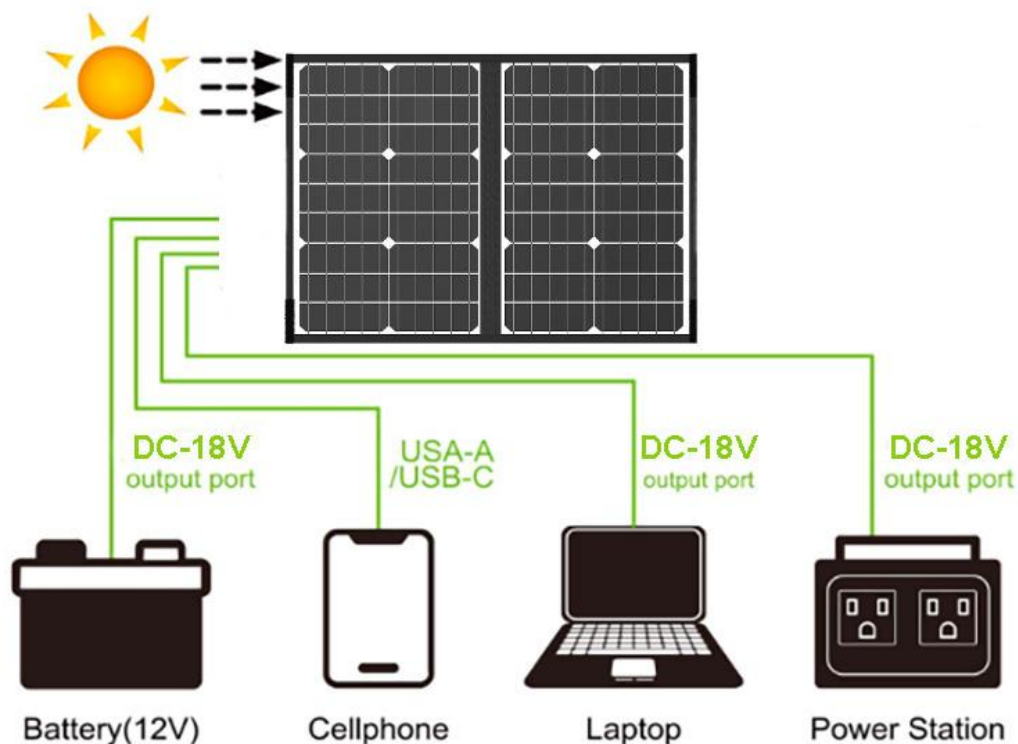 DC-18V
output port
USA-A
/USB-C
DC-18V
output port
DC-18V
output port
Battery(12V)
Cellphone
Laptop
Power Station